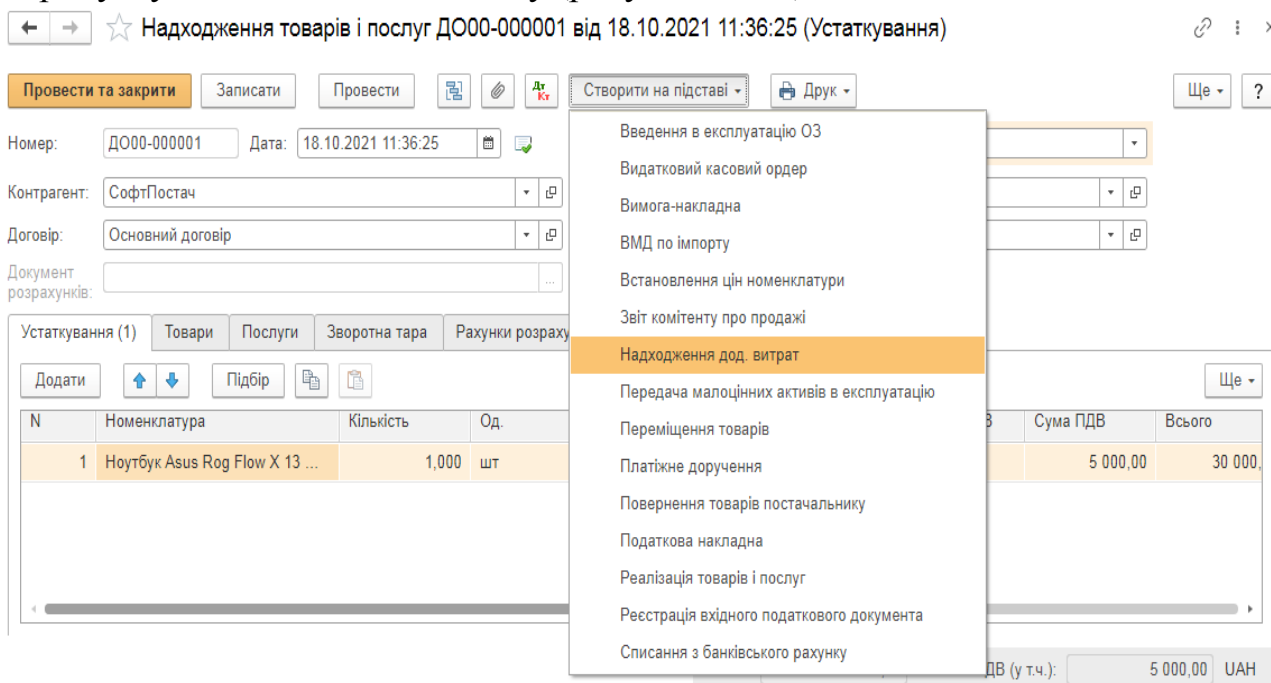 Надходження товарів і послуг ДО00-000001 від 18.10.2021 11:36:25 (Устаткування)
Провести та закрити Записати Провести Дт Кт Створити на підставі Друк Ще ?
Номер: ДО00-000001 Дата: 18.10.2021 11:36:25
Контрагент: СофтПостач
Договір: Основний договір
Документ
розрахунків:
Введення в експлуатацію ОЗ
Видатковий касовий ордер
Вимога-накладна
ВМД по імпорту
Встановлення цін номенклатури
Звіт комітенту про продажі
Надходження дод. витрат
Передача малоцінних активів в експлуатацію
Переміщення товарів
Платіжне доручення
Повернення товарів постачальнику
Податкова накладна
Реалізація товарів і послуг
Реєстрація вхідного податкового документа
Списання з банківського рахунку
Устаткування (1) Товари Послуги Зворотна тара Рахунки розраху
Додати Підбір Ще
N Номенклатура Кількість Од. Сума ПДВ Всього
1 Ноутбук Asus Rog Flow X 13 ... 1,000 шт 5 000,00 30 000,
ДВ (у т.ч.): 5 000,00 UAH